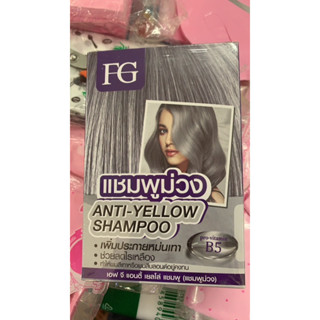 FG
แชมพูม่วง
ANTI-YELLOW
SHAMPOO
• เพิ่มประกายหม่นเทา
• ช่วยลดไรเหลือง
B5
เอฟ จี แอนตี้ เยลโล่ แชมพู (แชมพูม่วง)